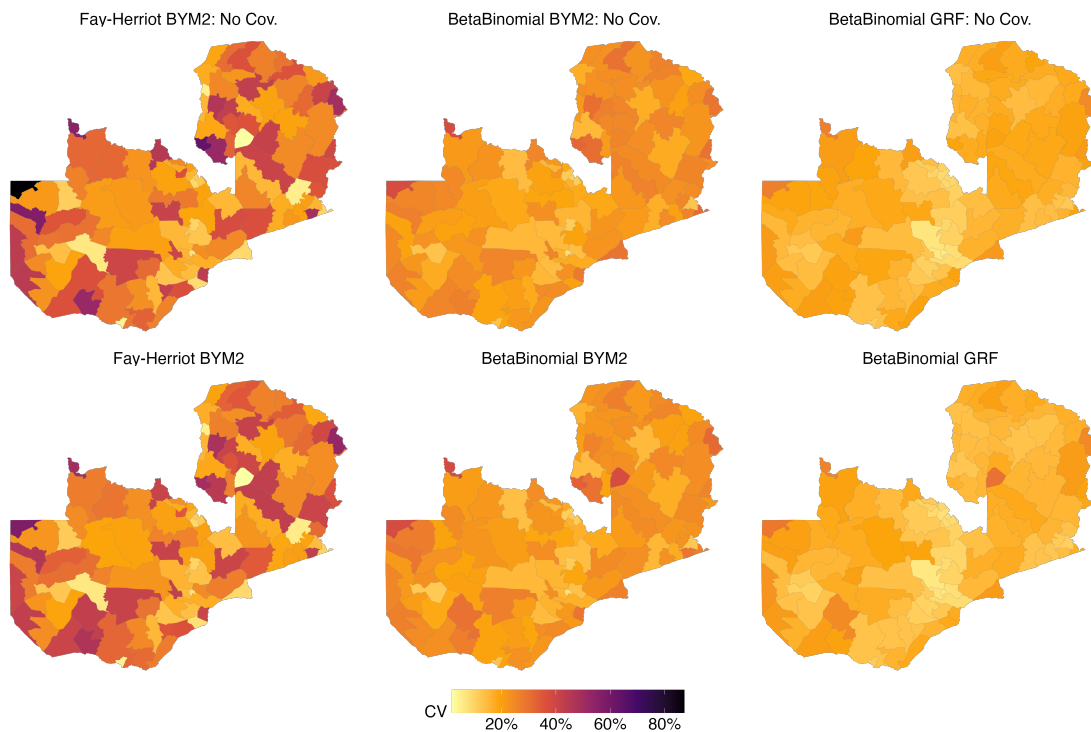 Fay-Herriot BYM2: No Cov.
BetaBinomial BYM2: No Cov.
BetaBinomial GRF: No Cov.
Fay-Herriot BYM2
BetaBinomial BYM2
BetaBinomial GRF
CV
20% 40% 60% 80%